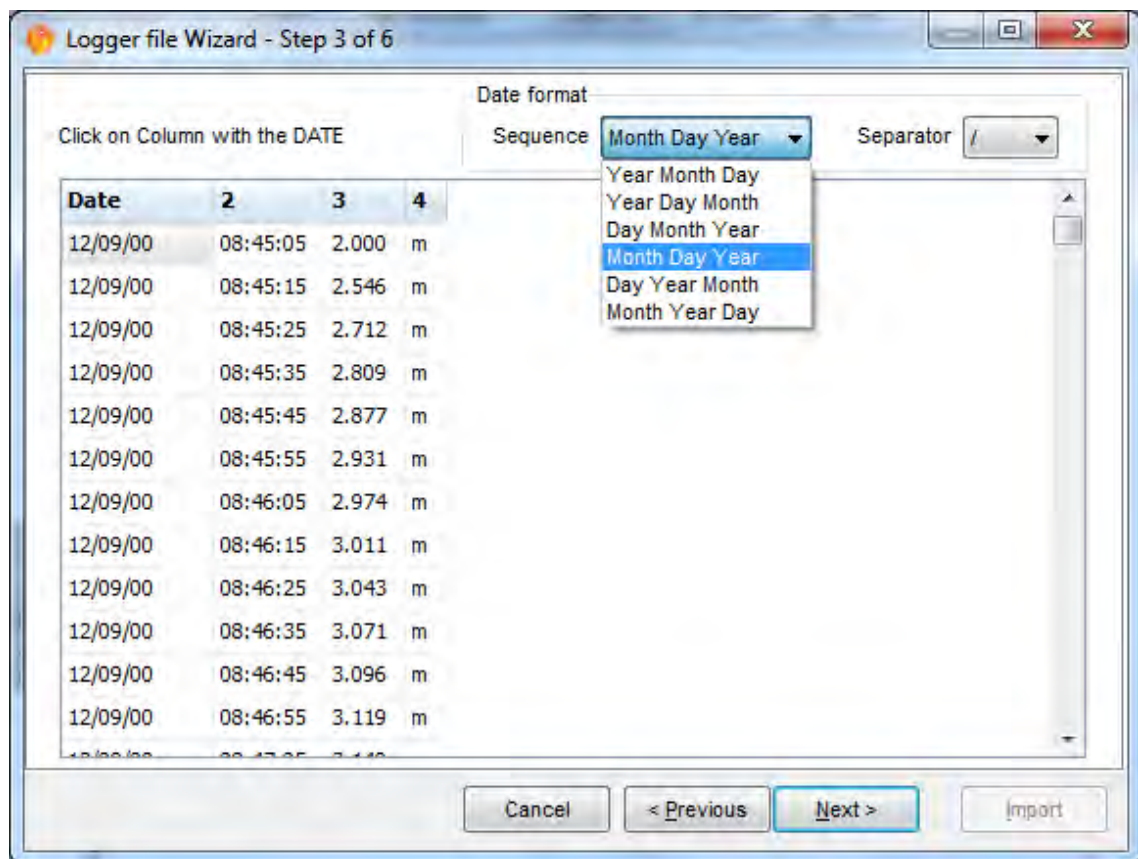 Logger file Wizard - Step 3 of 6
Date format
Click on Column with the DATE
Sequence Month Day Year Separator /
Year Month Day
Year Day Month
Day Month Year
Month Day Year
Day Year Month
Month Year Day
Date 2 3 4
12/09/00 08:45:05 2.000 m
12/09/00 08:45:15 2.546 m
12/09/00 08:45:25 2.712 m
12/09/00 08:45:35 2.809 m
12/09/00 08:45:45 2.877 m
12/09/00 08:45:55 2.931 m
12/09/00 08:46:05 2.974 m
12/09/00 08:46:15 3.011 m
12/09/00 08:46:25 3.043 m
12/09/00 08:46:35 3.071 m
12/09/00 08:46:45 3.096 m
12/09/00 08:46:55 3.119 m
Cancel < Previous Next > Import